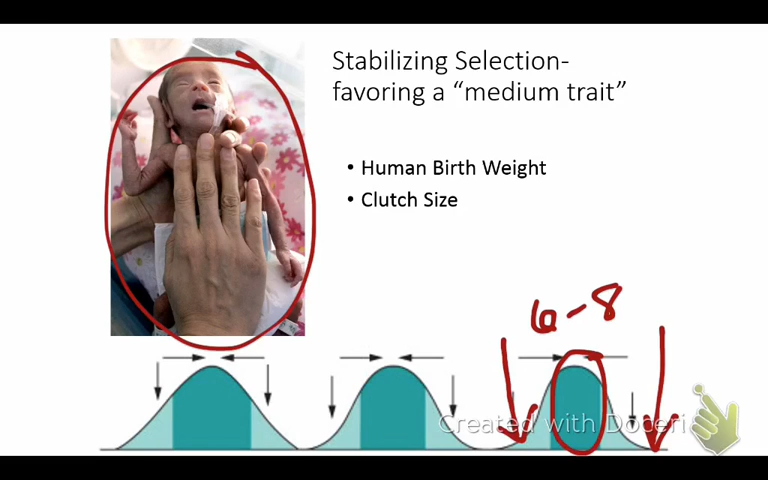 Stabilizing Selection-
favoring a “medium trait”
• Human Birth Weight
• Clutch Size
6-8
Created with Doceri